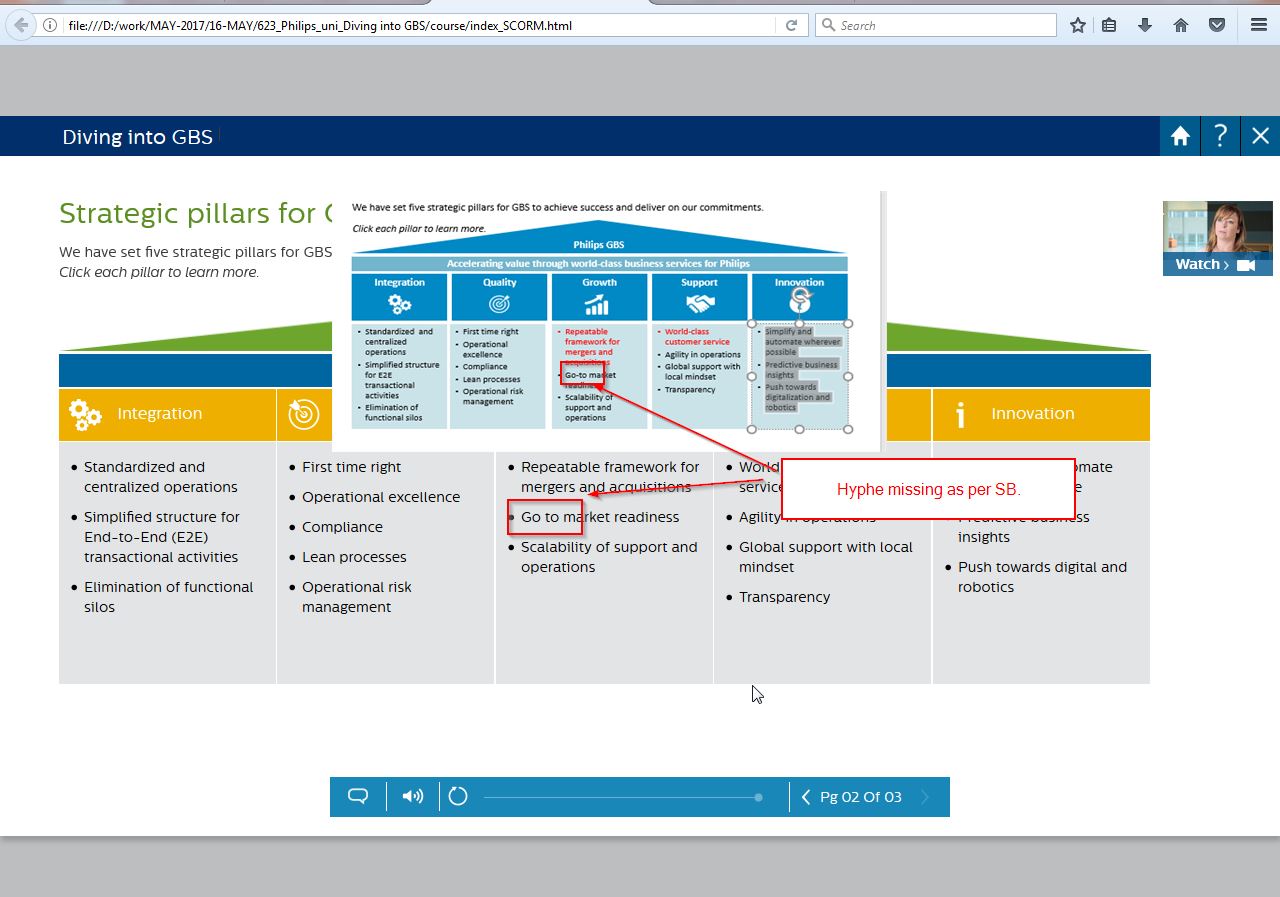 file:///D:/work/MAY-2017/16-MAY/623_Philips_uni_Diving into GBS/course/index_SCORM.html
Search
Diving into GBS
?
Strategic pillars for
We have set five strategic pillars for GBS
Click each pillar to learn more.
We have set five strategic pillars for GBS to achieve success and deliver on our commitments.
Click each pillar to learn more.
Philips GBS
Accelerating value through world-class business services for Philips
Integration
Quality
Growth
Support
Innovation
• Standardized and
centralized
operations
• Simplified structure
for E2E
transactional
activities
• Elimination of
functional silos
• First time right
• Operational
excellence
• Compliance
• Lean processes
• Operational risk
management
• Repeatable
framework for
mergers and
acquisitions
• Go-to market
readiness
• Scalability of
support and
operations
• World-class
customer service
• Agility in operations
• Global support with
local mindset
• Transparency
• Simplify and
automate wherever
possible
• Predictive business
insights
• Push towards
digitalization and
robotics
Watch ›
Integration
• Standardized and
centralized operations
• Simplified structure for
End-to-End (E2E)
transactional activities
• Elimination of functional
silos
• First time right
• Operational excellence
• Compliance
• Lean processes
• Operational risk
management
• Repeatable framework for
mergers and acquisitions
• Go to market readiness
• Scalability of support and
operations
• World
service
• Agility in operations
• Global support with local
mindset
• Transparency
Innovation
omate
e
• Predictive business
insights
• Push towards digital and
robotics
Hyphe missing as per SB.
Pg 02 Of 03